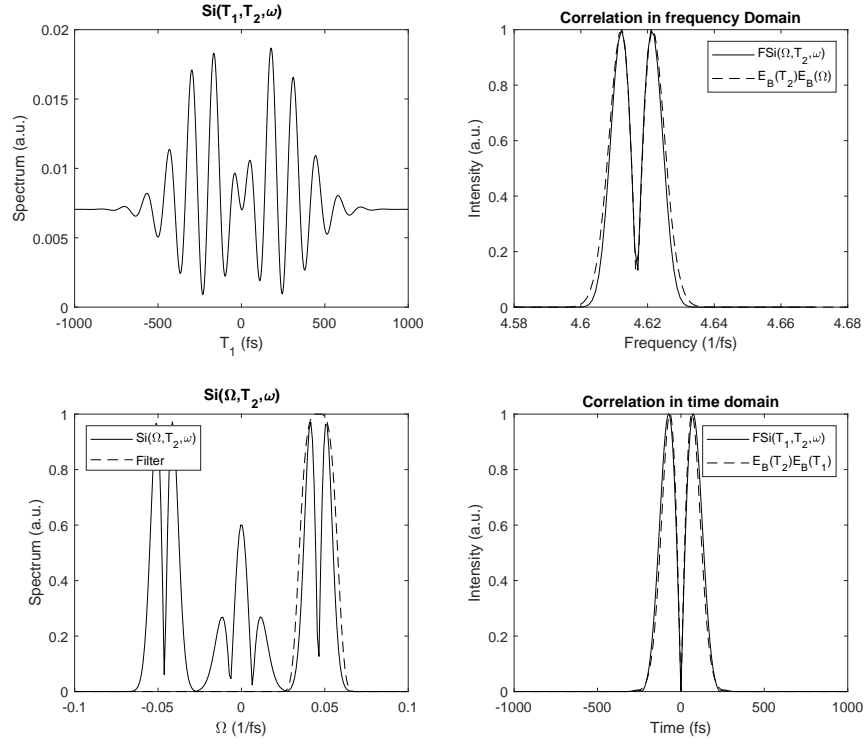 Si(T1,T2,ω)
0.02
0.015
0.01
0.005
0
Spectrum (a.u.)
-1000 -500 0 500 1000
T1 (fs)
Correlation in frequency Domain
1
0.8
0.6
0.4
0.2
0
Intensity (a.u.)
FSi(Ω,T2,ω)
EB(T2)EB(Ω)
4.58 4.6 4.62 4.64 4.66 4.68
Frequency (1/fs)
Si(Ω,T2,ω)
1
0.8
0.6
0.4
0.2
0
Spectrum (a.u.)
Si(Ω,T2,ω)
Filter
-0.1 -0.05 0 0.05 0.1
Ω (1/fs)
Correlation in time domain
1
0.8
0.6
0.4
0.2
0
Intensity (a.u.)
FSi(T1,T2,ω)
EB(T2)EB(T1)
-1000 -500 0 500 1000
Time (fs)